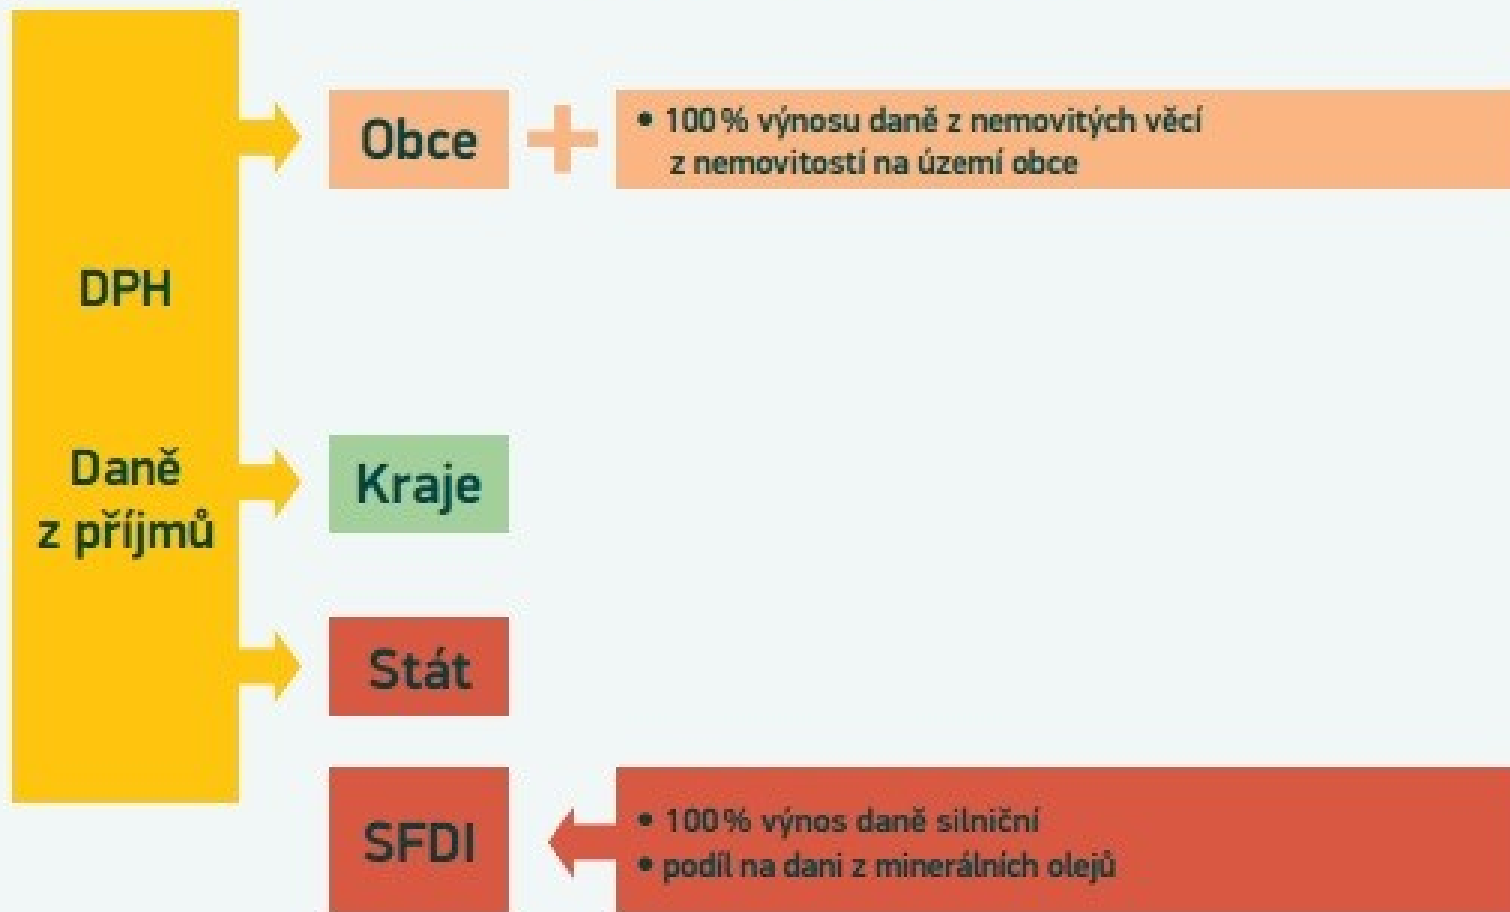 Obce
• 100% výnosu daně z nemovitých věcí
z nemovitostí na území obce
DPH
Daně
z příjmů
Kraje
Stát
SFDI
• 100% výnos daně silniční
• podíl na dani z minerálních olejů